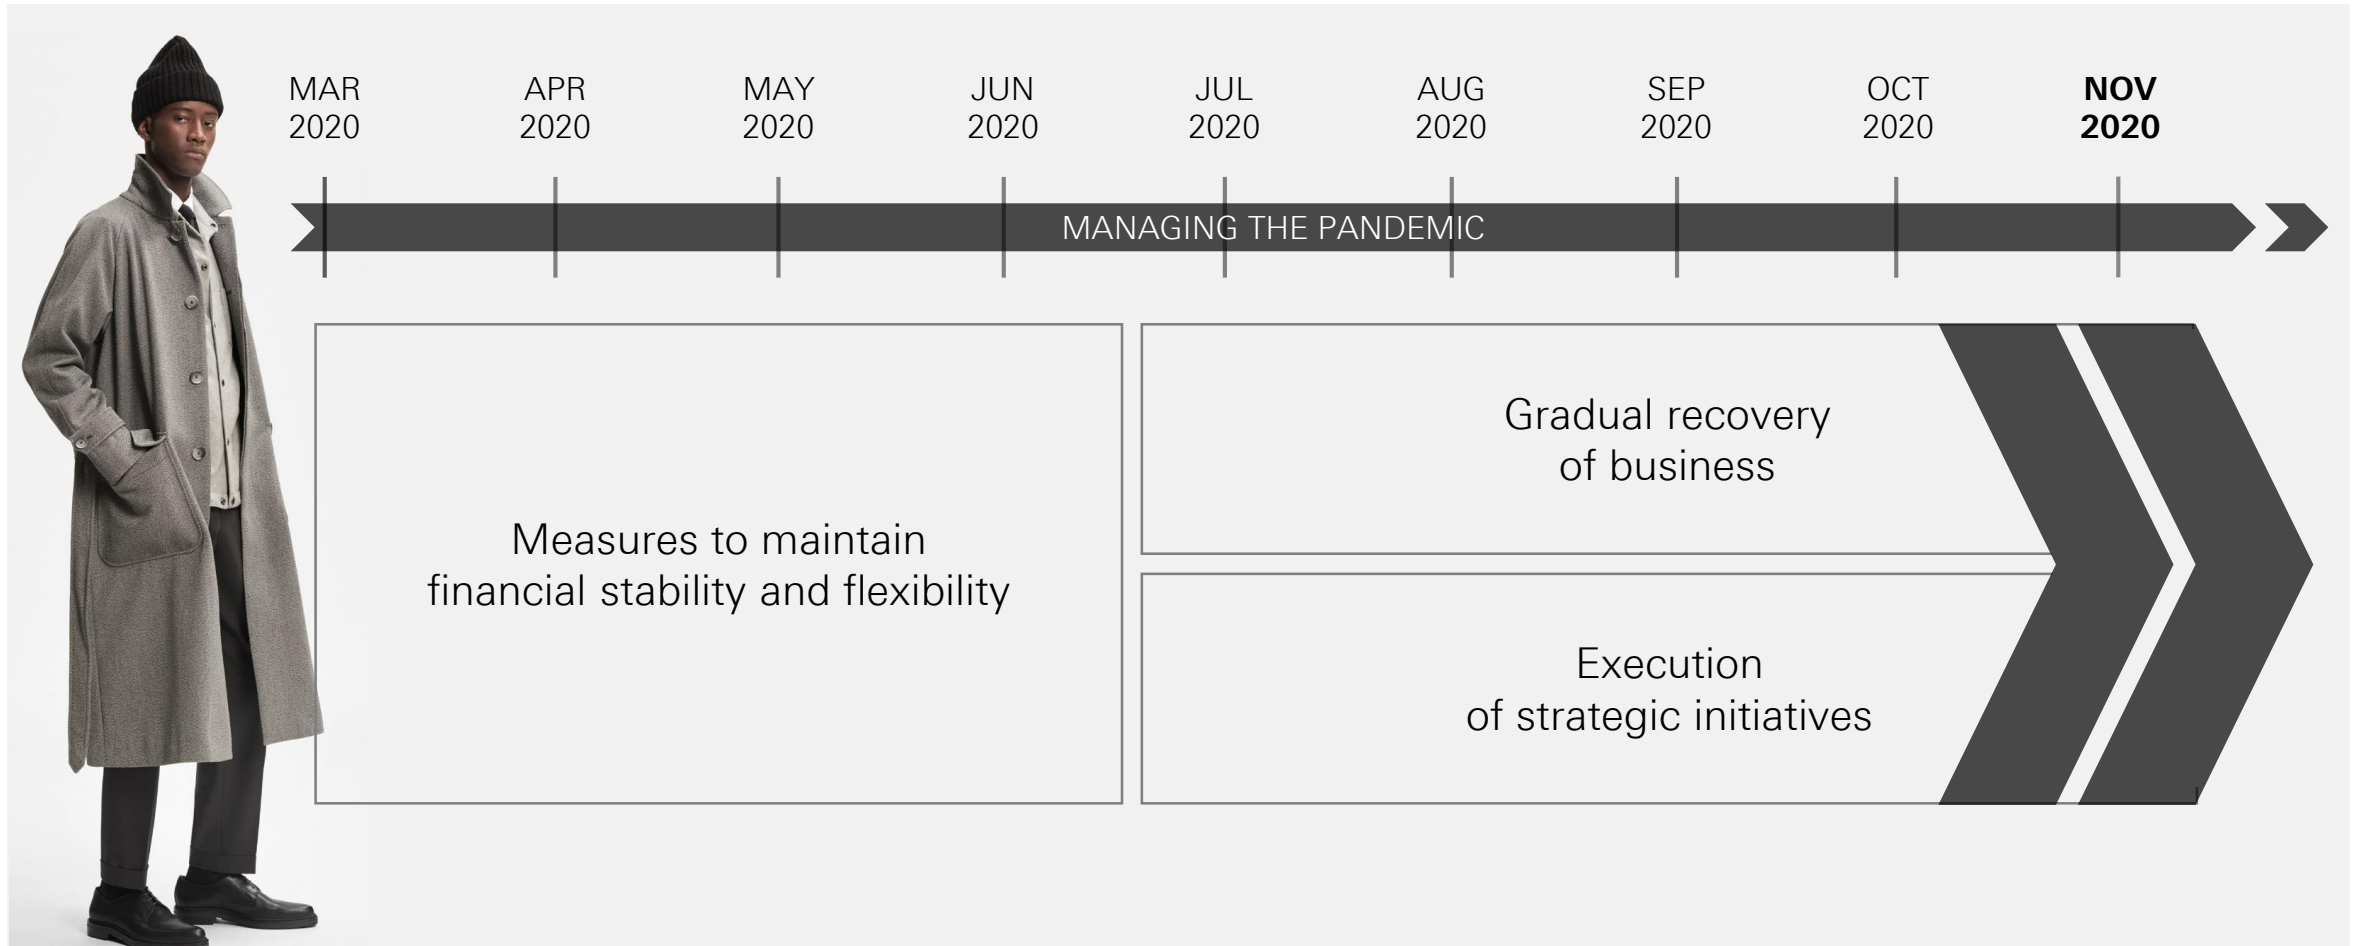 MAR
2020
APR
2020
MAY
2020
JUN
2020
JUL
2020
AUG
2020
SEP
2020
OCT
2020
NOV
2020
MANAGING THE PANDEMIC
Measures to maintain
financial stability and flexibility
Gradual recovery
of business
Execution
of strategic initiatives